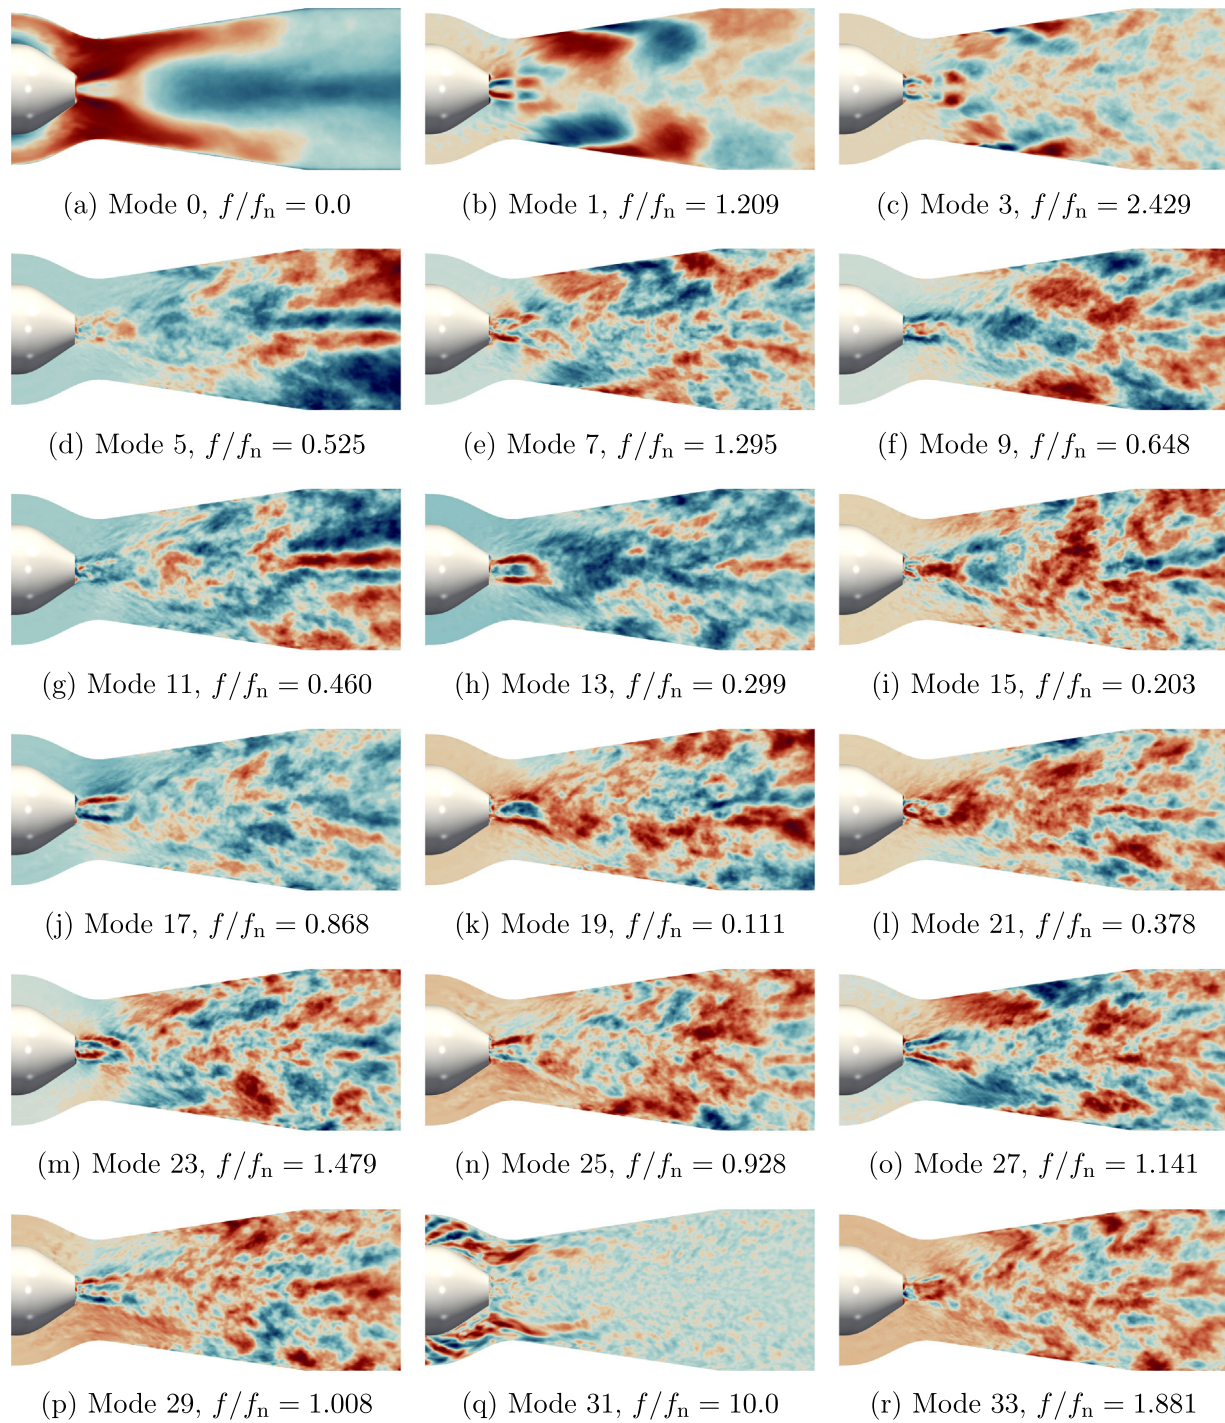 (a) Mode 0, f/fn = 0.0
(b) Mode 1, f/fn = 1.209
(c) Mode 3, f/fn = 2.429
(d) Mode 5, f/fn = 0.525
(e) Mode 7, f/fn = 1.295
(f) Mode 9, f/fn = 0.648
(g) Mode 11, f/fn = 0.460
(h) Mode 13, f/fn = 0.299
(i) Mode 15, f/fn = 0.203
(j) Mode 17, f/fn = 0.868
(k) Mode 19, f/fn = 0.111
(l) Mode 21, f/fn = 0.378
(m) Mode 23, f/fn = 1.479
(n) Mode 25, f/fn = 0.928
(o) Mode 27, f/fn = 1.141
(p) Mode 29, f/fn = 1.008
(q) Mode 31, f/fn = 10.0
(r) Mode 33, f/fn = 1.881